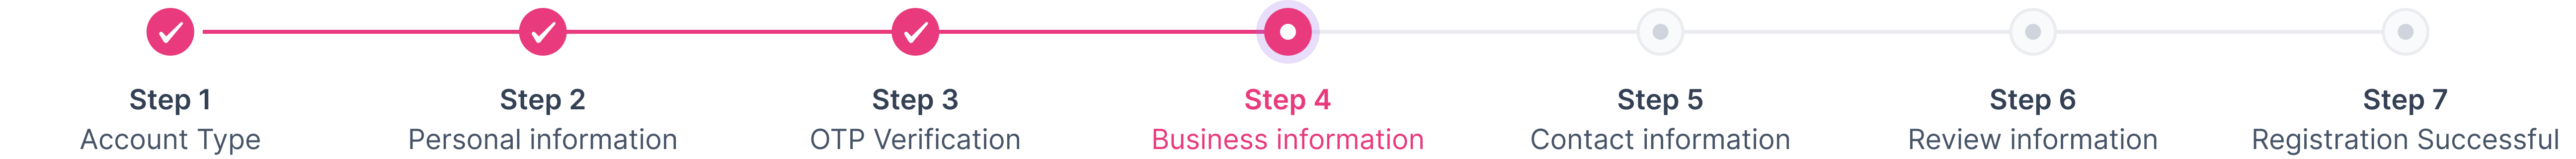 Step 1
Account Type
Step 2
Personal information
Step 3
OTP Verification
Step 4
Business information
Step 5
Contact information
Step 6
Review information
Step 7
Registration Successful